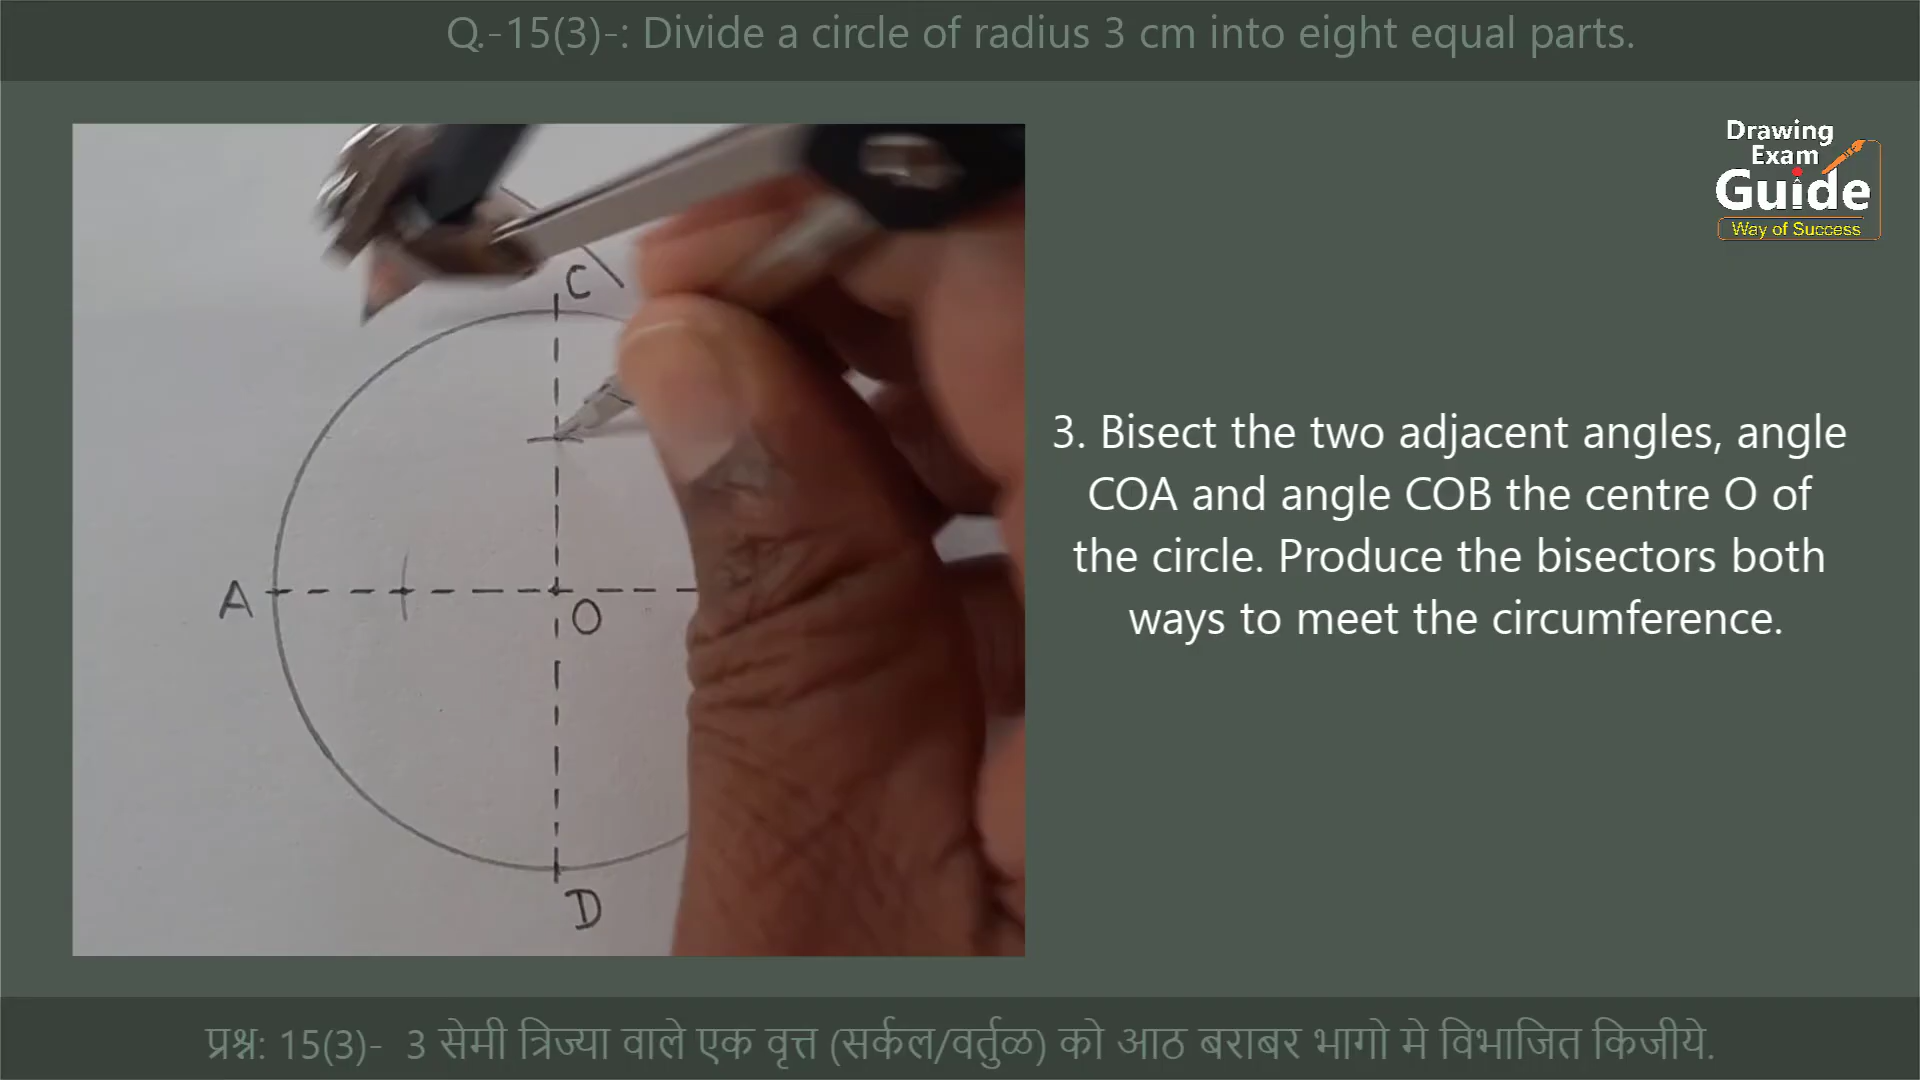 Q.-15(3)-: Divide a circle of radius 3 cm into eight equal parts.
Drawing
Exam
Guide
Way of Success
C
A
O
D
3. Bisect the two adjacent angles, angle
COA and angle COB the centre O of
the circle. Produce the bisectors both
ways to meet the circumference.
प्रश्न: 15(3)- 3 सेमी त्रिज्या वाले एक वृत्त (सर्कल/वर्तुळ) को आठ बराबर भागो मे विभाजित किजीये.